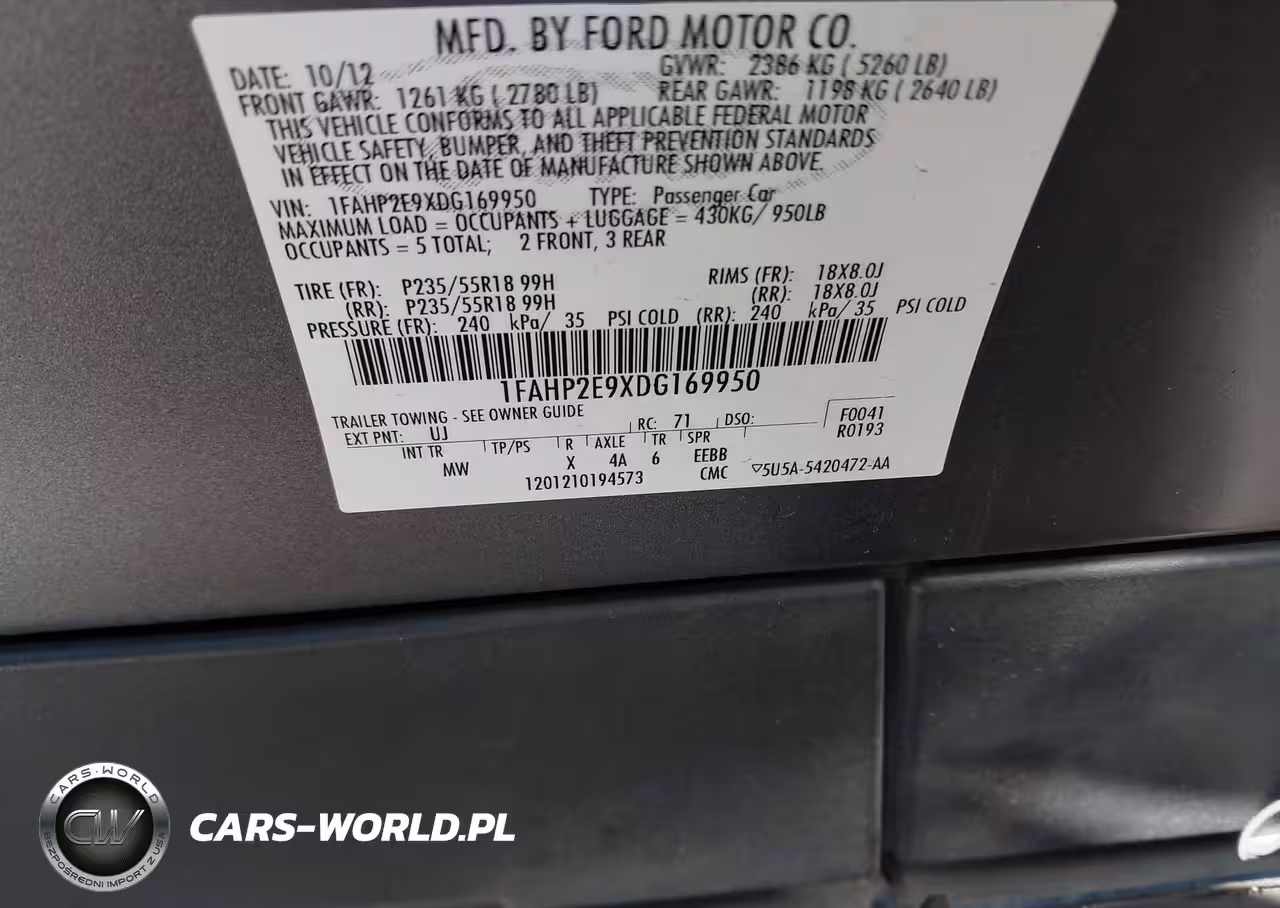 MFD. BY FORD MOTOR CO.
DATE: 10/12 GVWR: 2386 KG ( 5260 LB)
FRONT GAWR: 1261 KG ( 2780 LB) REAR GAWR: 1198 KG ( 2640 LB)
THIS VEHICLE CONFORMS TO ALL APPLICABLE FEDERAL MOTOR
VEHICLE SAFETY, BUMPER, AND THEFT PREVENTION STANDARDS
IN EFFECT ON THE DATE OF MANUFACTURE SHOWN ABOVE.
VIN: 1FAHP2E9XDG169950 TYPE: Passenger Car
MAXIMUM LOAD = OCCUPANTS + LUGGAGE = 430KG/ 950LB
OCCUPANTS = 5 TOTAL; 2 FRONT, 3 REAR
TIRE (FR): P235/55R18 99H RIMS (FR): 18X8.0J
(RR): P235/55R18 99H (RR): 18X8.0J
PRESSURE (FR): 240 kPa/ 35 PSI COLD (RR): 240 kPa/ 35 PSI COLD
1FAHP2E9XDG169950
TRAILER TOWING - SEE OWNER GUIDE
EXT PNT: UJ RC: 71 DSO: F0041
R0193
INT TR TP/PS R AXLE TR SPR
MW X 4A 6 EEBB
1201210194573 CMC ▽5U5A-5420472-AA
CARS-WORLD
CW
BEZPOŚREDNI IMPORT Z USA
CARS-WORLD.PL